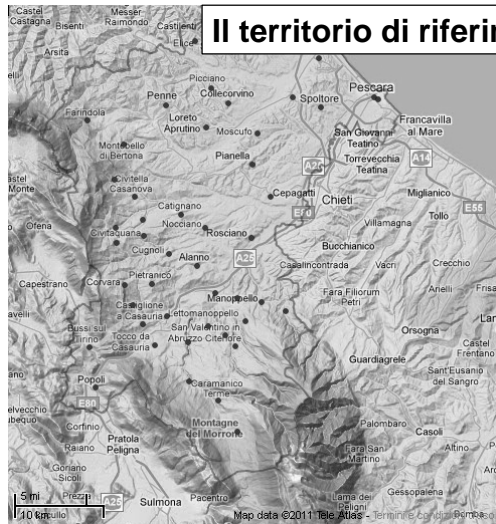 Il territorio di riferin
Castel
Castagna
Messer
Raimondo
Bisenti
Castilenti
Elice
Arsita
Picciano
Penne
Collecorvino
Spoltore
Pescara
Farindola
Loreto
Aprutino
Moscufo
San Giovanni
Teatino
Francavilla
al Mare
Montebello
di Bertona
Pianella
Torrevecchia
Teatina
A14
Civitella
Casanova
Cepagatti
Chieti
Miglianico
E55
Tollo
Ofena
Catignano
Nocciano
E80
Villamagna
Civitaquana
Rosciano
Bucchianico
Cugnoli
Alanno
A25
Casalincontrada
Vacri
Crecchio
Capestrano
Corvara
Pietranico
Manoppello
Fara Filiorum
Petri
Arielli
Castiglione
a Casauria
Lettomanoppello
San Valentino in
Abruzzo Citeriore
Orsogna
Bussi sul
Tirino
Tocco da
Casauria
Guardiagrele
Castel
Frentano
Sant'Eusanio
del Sangro
Popoli
E80
Caramanico
Terme
Corfinio
Montagne
del Morrone
Palombaro
Casoli
Raiano
Pratola
Peligna
Fara San
Martino
Altino
Goriano
Sicoli
Gessopalena
Prezza
A25
Sulmona
Pacentro
Lama dei
Peligni
5 mi
10 km
Map data ©2011 Tele Atlas - Termini e condizioni